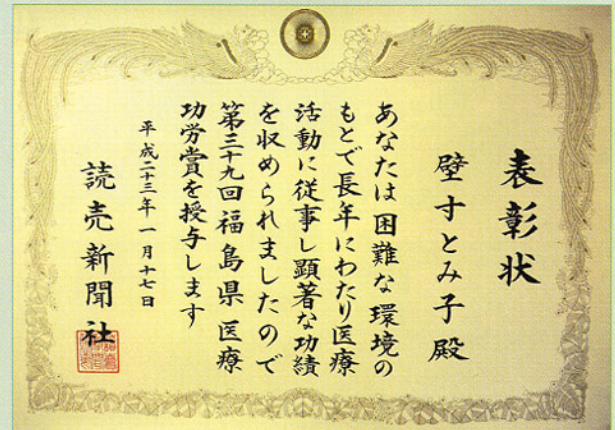 表彰状
壁寸とみ子殿
あなたは困難な環境の
もとで長年にわたり医療
活動に従事し顕著な功績
を収められましたので
第三十九回福島県医療
功労賞を授与します
平成二十三年一月十七日
読売新聞社